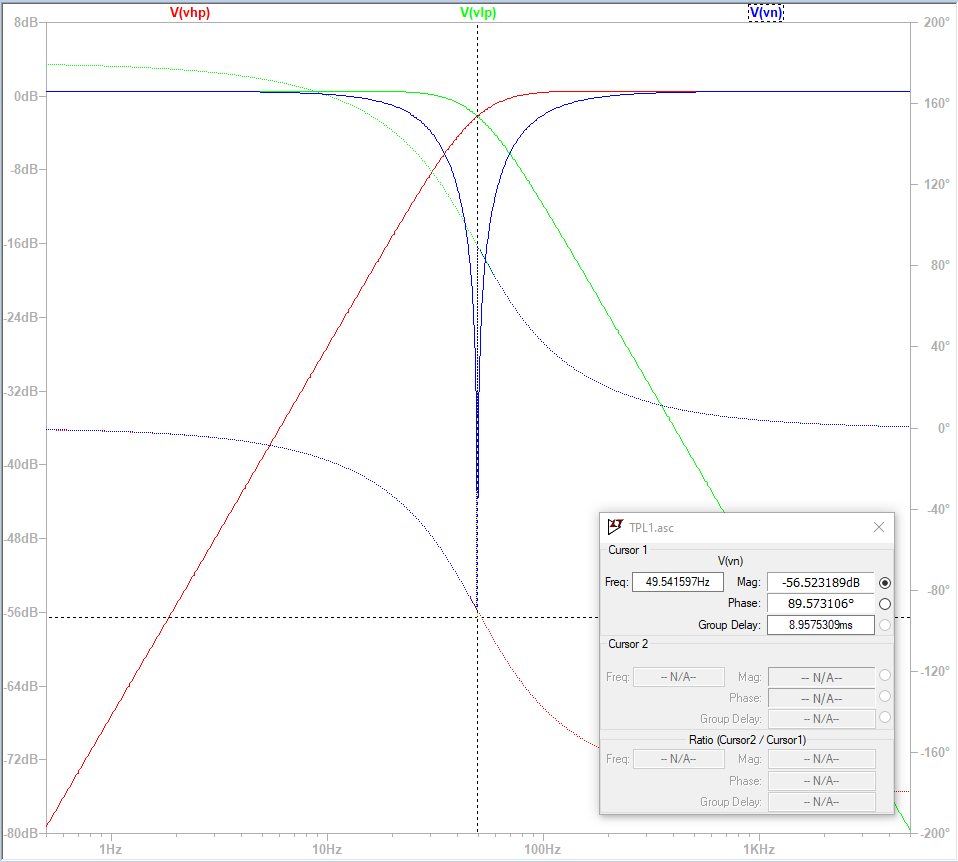 V(vhp) V(vlp) V(vn)
8dB 200°
0dB 160°
-8dB 120°
-16dB 80°
-24dB 40°
-32dB 0°
-40dB -40°
-48dB -80°
-56dB -120°
-64dB -160°
-72dB -200°
-80dB
1Hz 10Hz 100Hz 1KHz
TPL1.asc
Cursor 1
V(vn)
Freq: 49.541597Hz Mag: -56.523189dB
Phase: 89.573106°
Group Delay: 8.9575309ms
Cursor 2
Freq: -- N/A-- Mag: -- N/A--
Phase: -- N/A--
Group Delay: -- N/A--
Ratio (Cursor2 / Cursor1)
Freq: -- N/A-- Mag: -- N/A--
Phase: -- N/A--
Group Delay: -- N/A--